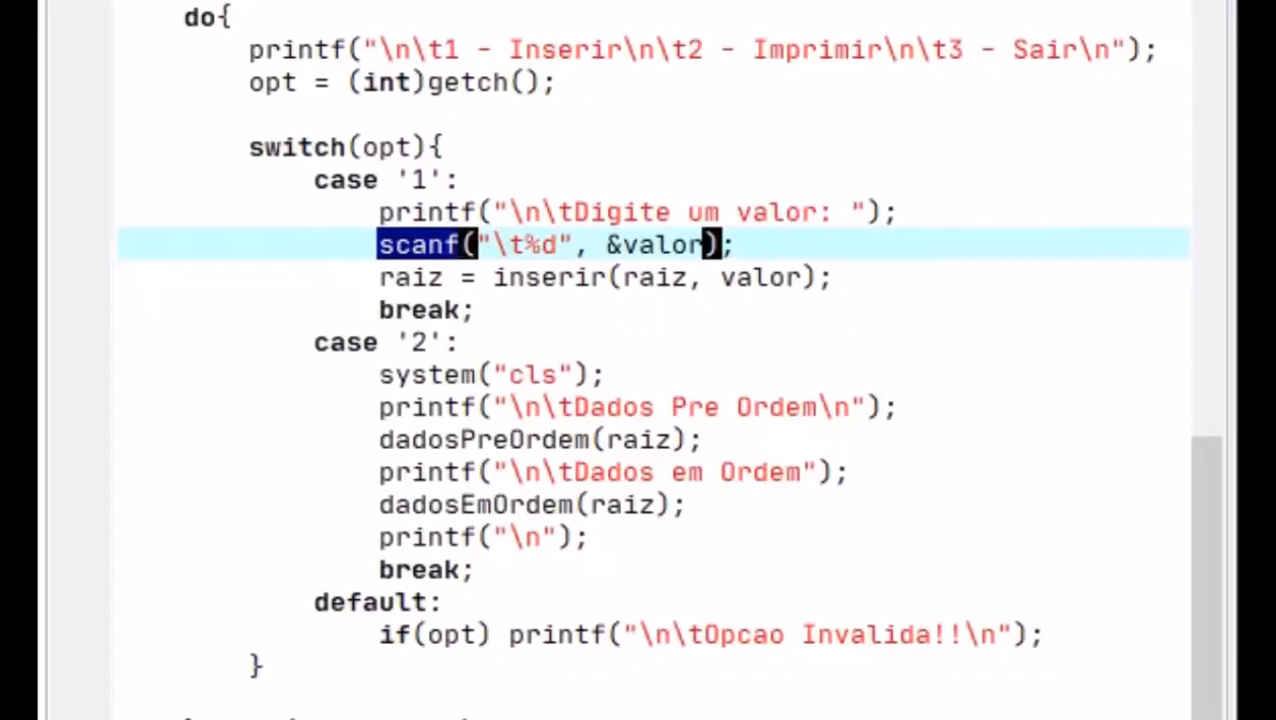 do{
printf("\n\t1 - Inserir\n\t2 - Imprimir\n\t3 - Sair\n");
opt = (int)getch();
switch(opt){
case '1':
printf("\n\tDigite um valor: ");
scanf("\t%d", &valor);
raiz = inserir(raiz, valor);
break;
case '2':
system("cls");
printf("\n\tDados Pre Ordem\n");
dadosPreOrdem(raiz);
printf("\n\tDados em Ordem");
dadosEmOrdem(raiz);
printf("\n");
break;
default:
if(opt) printf("\n\tOpcao Invalida!!\n");
}